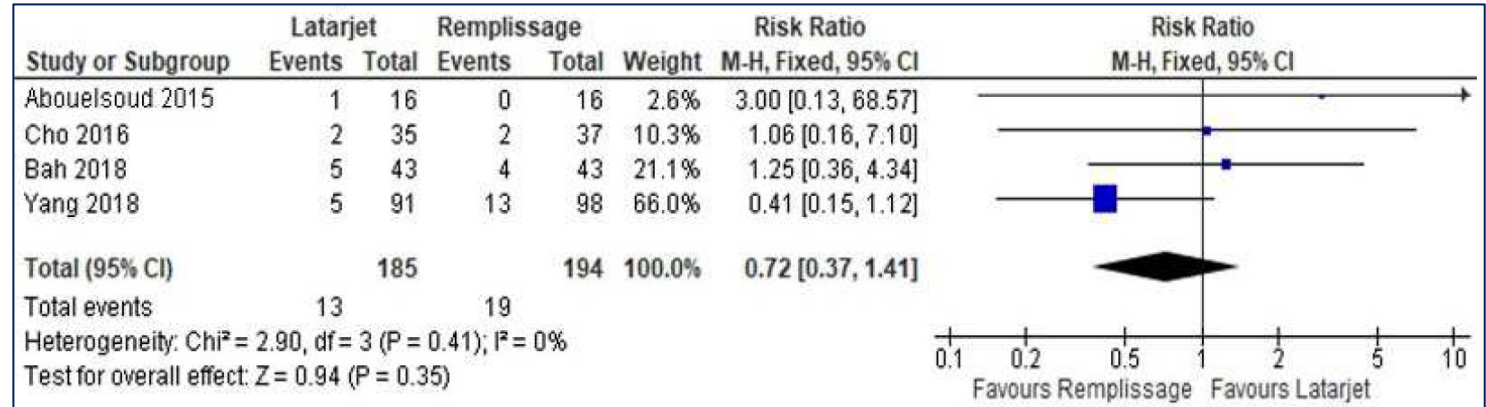 Latarjet Remplissage Risk Ratio Risk Ratio
Study or Subgroup Events Total Events Total Weight M-H, Fixed, 95% CI M-H, Fixed, 95% CI
Abouelsoud 2015 1 16 0 16 2.6% 3.00 [0.13, 68.57]
Cho 2016 2 35 2 37 10.3% 1.06 [0.16, 7.10]
Bah 2018 5 43 4 43 21.1% 1.25 [0.36, 4.34]
Yang 2018 5 91 13 98 66.0% 0.41 [0.15, 1.12]
Total (95% CI) 185 194 100.0% 0.72 [0.37, 1.41]
Total events 13 19
Heterogeneity: Chi² = 2.90, df = 3 (P = 0.41); I² = 0%
Test for overall effect: Z = 0.94 (P = 0.35)
0.1 0.2 0.5 1 2 5 10
Favours Remplissage Favours Latarjet